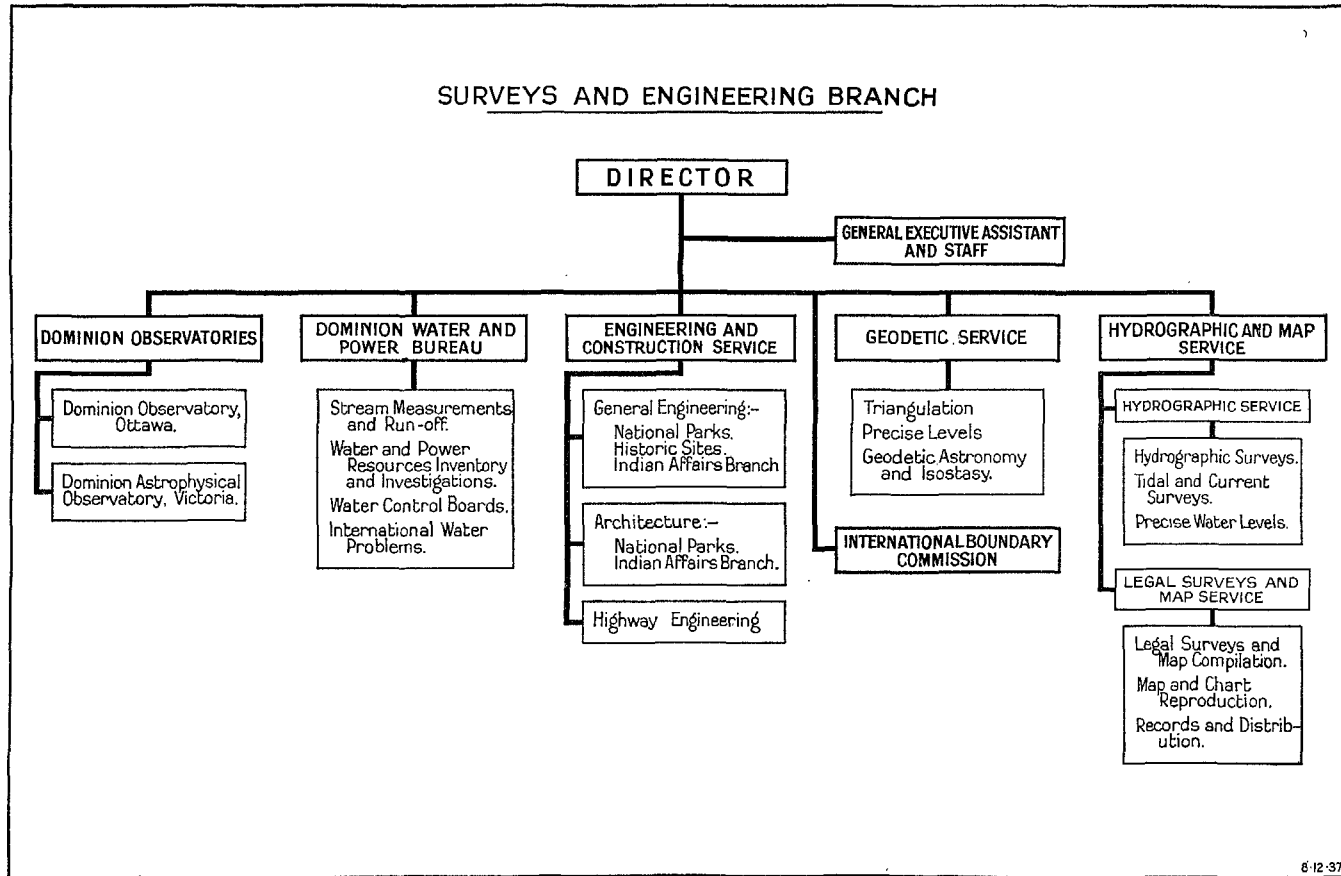 SURVEYS AND ENGINEERING BRANCH
DIRECTOR
GENERAL EXECUTIVE ASSISTANT
AND STAFF
DOMINION OBSERVATORIES
Dominion Observatory,
Ottawa.
Dominion Astrophysical
Observatory, Victoria.
DOMINION WATER AND
POWER BUREAU
Stream Measurements
and Run-off.
Water and Power
Resources Inventory
and Investigations.
Water Control Boards.
International Water
Problems.
ENGINEERING AND
CONSTRUCTION SERVICE
General Engineering:-
National Parks.
Historic Sites.
Indian Affairs Branch
Architecture:-
National Parks.
Indian Affairs Branch.
Highway Engineering
GEODETIC SERVICE
Triangulation
Precise Levels
Geodetic Astronomy
and Isostasy.
INTERNATIONAL BOUNDARY
COMMISSION
HYDROGRAPHIC AND MAP
SERVICE
HYDROGRAPHIC SERVICE
Hydrographic Surveys.
Tidal and Current
Surveys.
Precise Water Levels.
LEGAL SURVEYS AND
MAP SERVICE
Legal Surveys and
Map Compilation.
Map and Chart
Reproduction.
Records and Distrib-
ution.
8·12·37